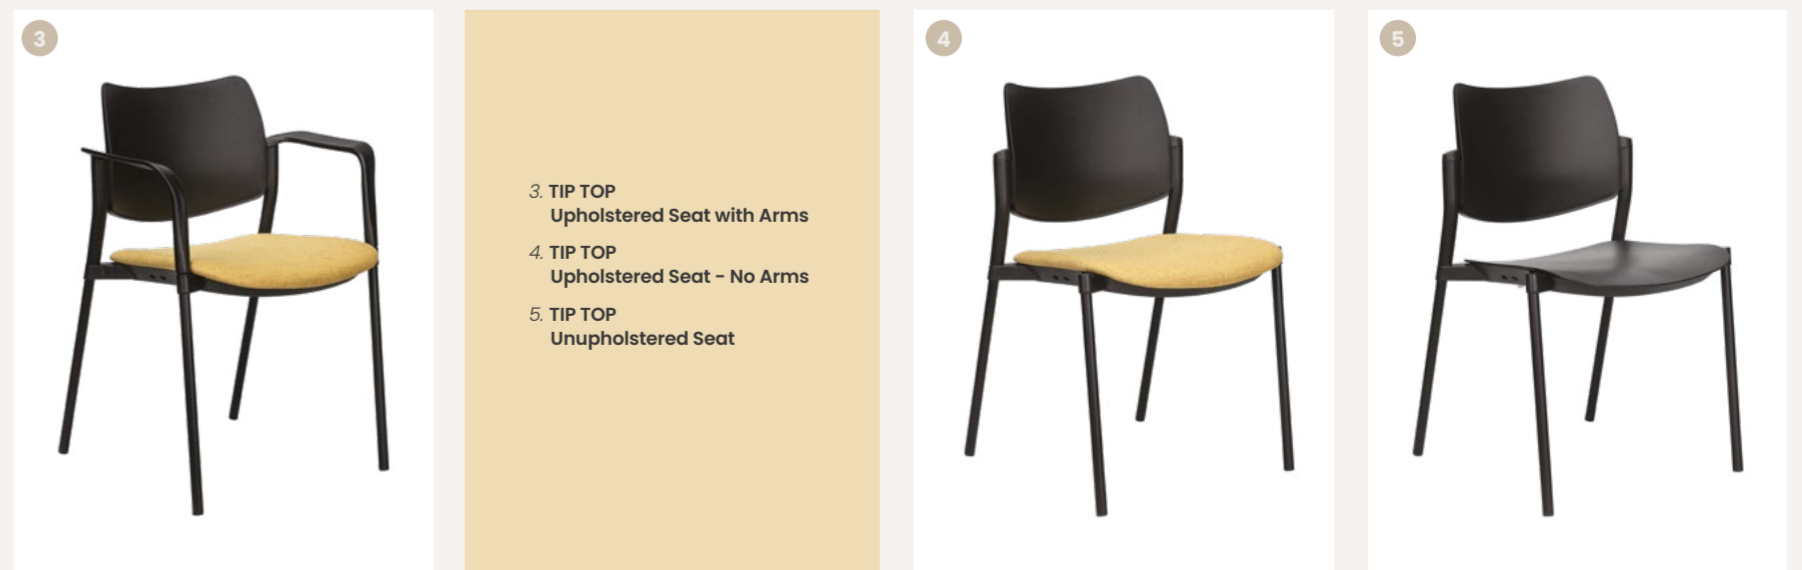 3
3. TIP TOP
Upholstered Seat with Arms
4. TIP TOP
Upholstered Seat - No Arms
5. TIP TOP
Unupholstered Seat
4
5